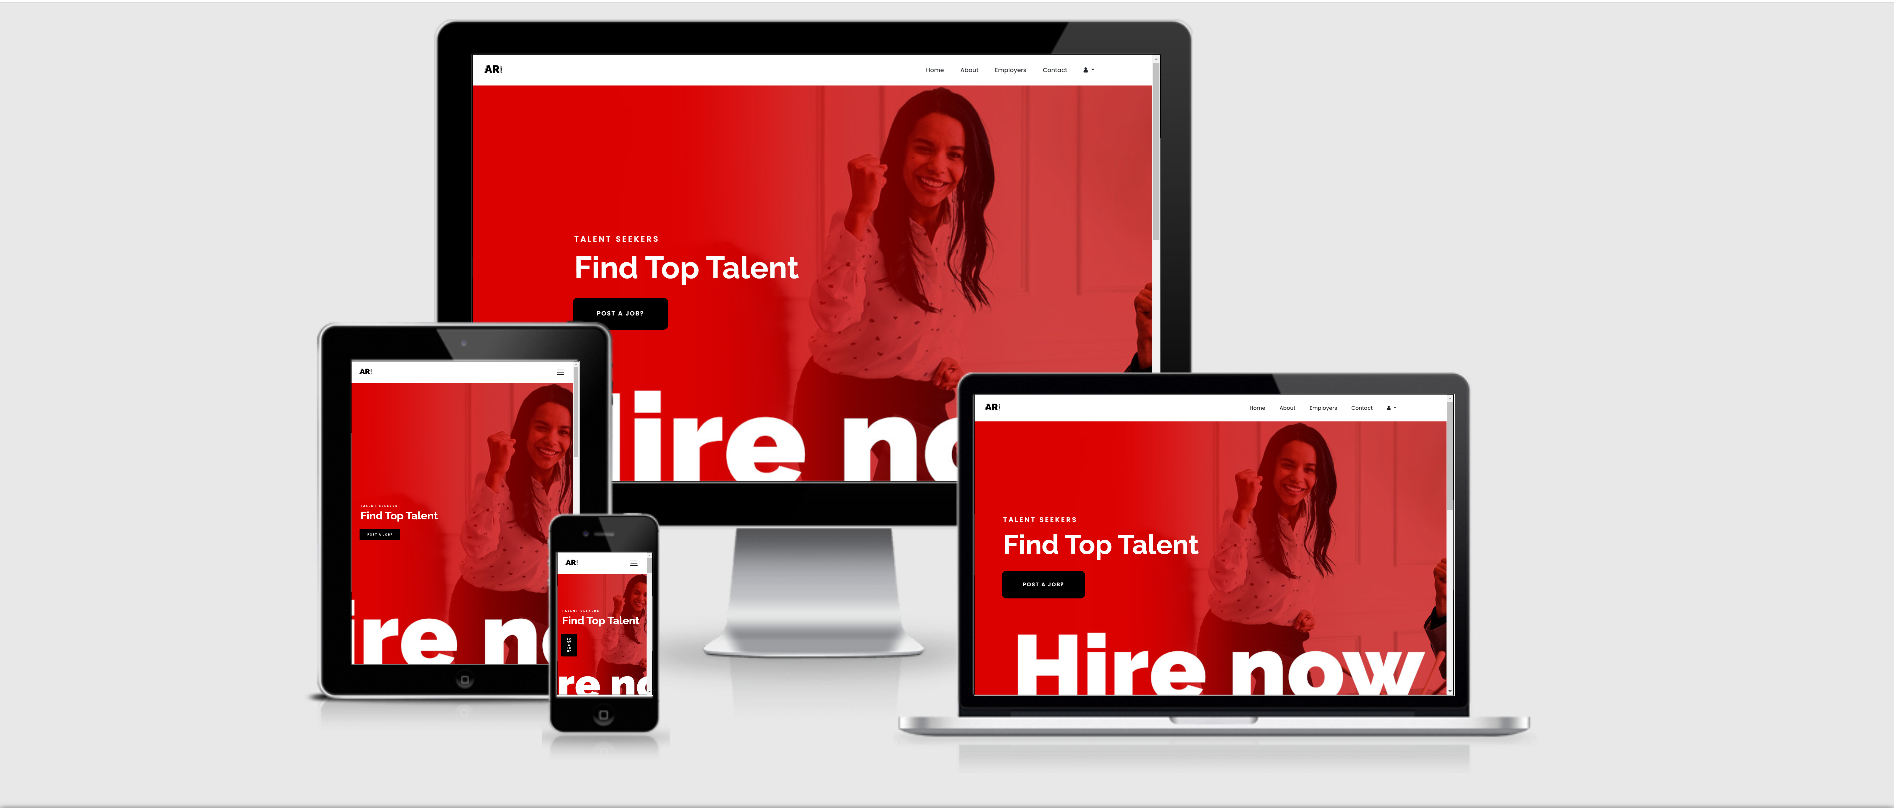 AR!
Home About Employers Contact
TALENT SEEKERS
Find Top Talent
POST A JOB?
Hire no
AR!
TALENT SEEKERS
Find Top Talent
POST A JOB?
ire n
AR!
TALENT SEEKERS
Find Top Talent
re no
AR!
Home About Employers Contact
TALENT SEEKERS
Find Top Talent
POST A JOB?
Hire now